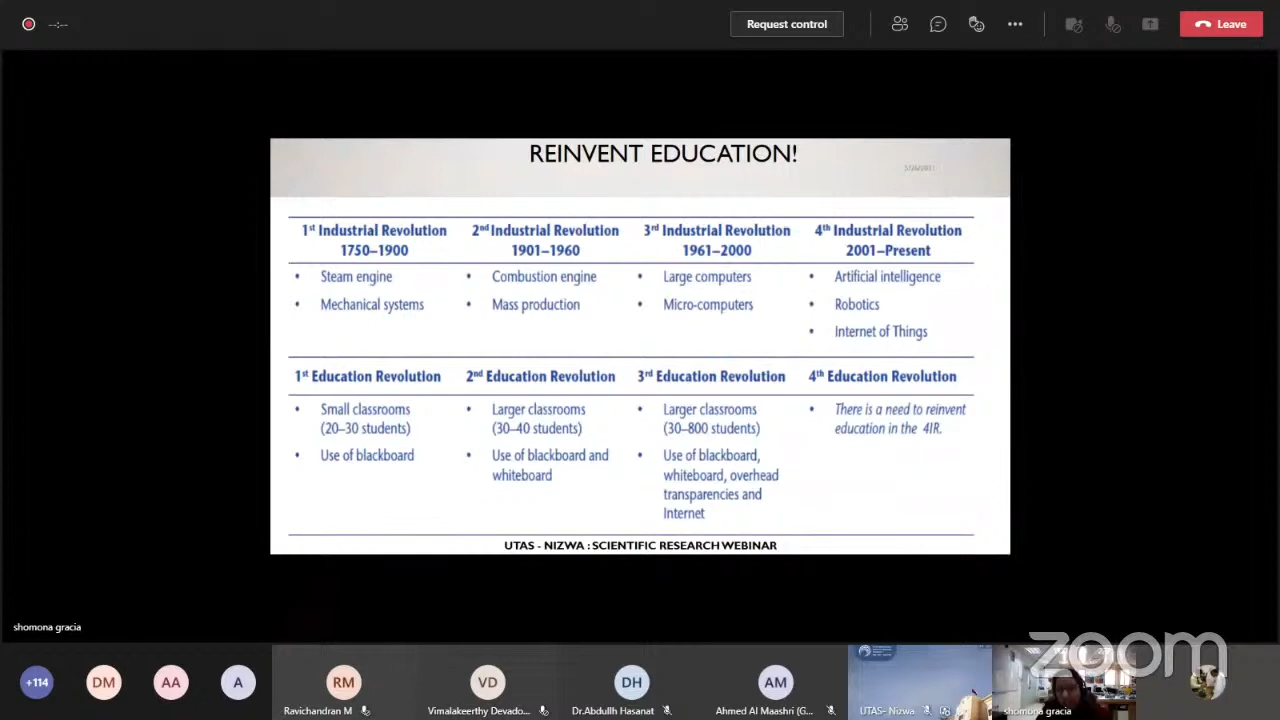 --:--
Request control
Leave
REINVENT EDUCATION!
1st Industrial Revolution
1750–1900
2nd Industrial Revolution
1901–1960
3rd Industrial Revolution
1961–2000
4th Industrial Revolution
2001–Present
• Steam engine
• Mechanical systems
• Combustion engine
• Mass production
• Large computers
• Micro-computers
• Artificial intelligence
• Robotics
• Internet of Things
1st Education Revolution
2nd Education Revolution
3rd Education Revolution
4th Education Revolution
• Small classrooms
(20–30 students)
• Use of blackboard
• Larger classrooms
(30–40 students)
• Use of blackboard and
whiteboard
• Larger classrooms
(30–800 students)
• Use of blackboard,
whiteboard, overhead
transparencies and
Internet
• There is a need to reinvent
education in the 4IR.
UTAS - NIZWA : SCIENTIFIC RESEARCH WEBINAR
shomona gracia
zoom
+114
DM
AA
A
RM
VD
DH
AM
Ravichandran M
Vimalakeerthy Devado...
Dr.Abdullh Hasanat
Ahmed Al Maashri (G...
UTAS- Nizwa
shomona gracia